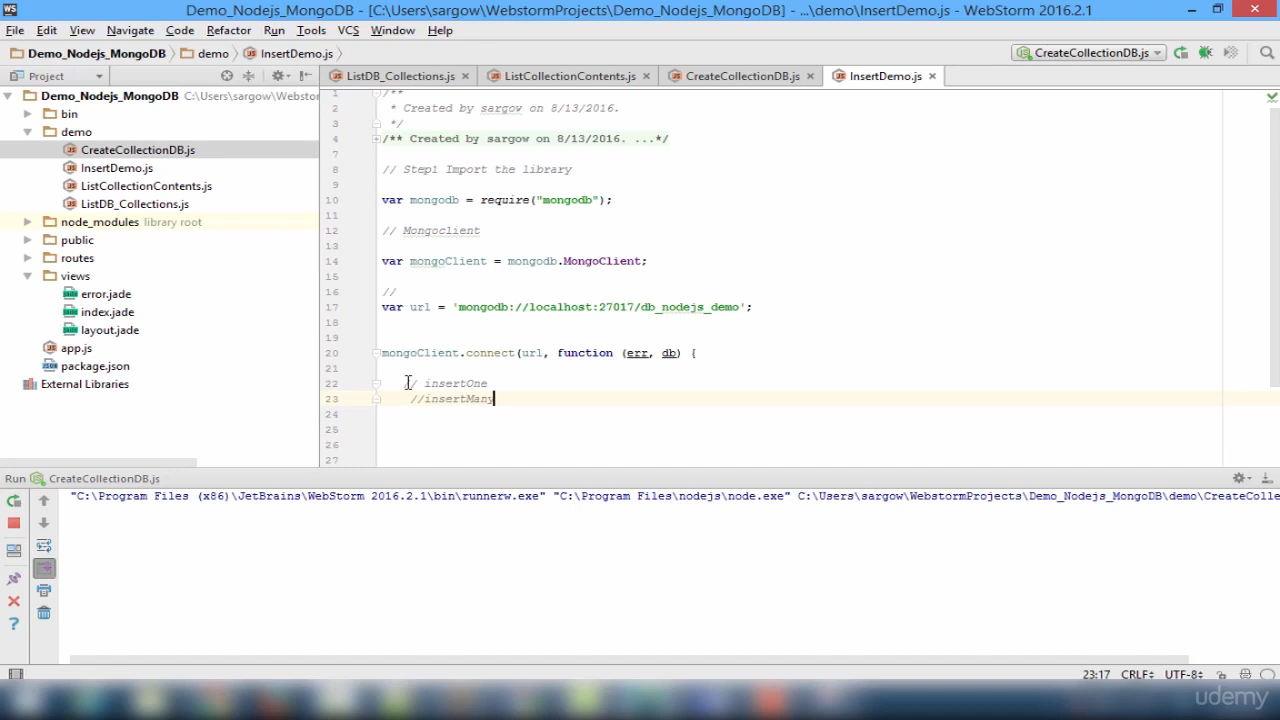 WS Demo_Nodejs_MongoDB - [C:\Users\sargow\WebstormProjects\Demo_Nodejs_MongoDB] - ...\demo\InsertDemo.js - WebStorm 2016.2.1
File Edit View Navigate Code Refactor Run Tools VCS Window Help
Demo_Nodejs_MongoDB demo InsertDemo.js CreateCollectionDB.js
Project ListDB_Collections.js ListCollectionContents.js CreateCollectionDB.js InsertDemo.js
Demo_Nodejs_MongoDB C:\Users\sargow\Websto
bin
demo
CreateCollectionDB.js
InsertDemo.js
ListCollectionContents.js
ListDB_Collections.js
node_modules library root
public
routes
views
error.jade
index.jade
layout.jade
app.js
package.json
External Libraries
1 /**
2 * Created by sargow on 8/13/2016.
3 */
4 /** Created by sargow on 8/13/2016. ...*/
7
8 // Step1 Import the library
9
10 var mongodb = require("mongodb");
11
12 // Mongoclient
13
14 var mongoClient = mongodb.MongoClient;
15
16 //
17 var url = 'mongodb://localhost:27017/db_nodejs_demo';
18
19
20 mongoClient.connect(url, function (err, db) {
21
22 // insertOne
23 //insertMany
24
25
26
27
Run CreateCollectionDB.js
"C:\Program Files (x86)\JetBrains\WebStorm 2016.2.1\bin\runnerw.exe" "C:\Program Files\nodejs\node.exe" C:\Users\sargow\WebstormProjects\Demo_Nodejs_MongoDB\demo\CreateColle
23:17 CRLF UTF-8
udemy